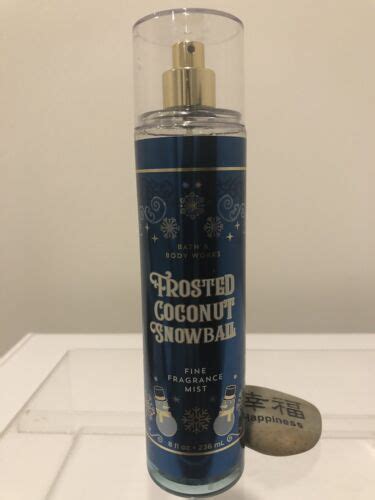 BATH &
BODY WORKS
FROSTED
COCONUT
SNOWBALL
FINE
FRAGRANCE
MIST
8 fl oz • 236 mL
幸福
Happiness